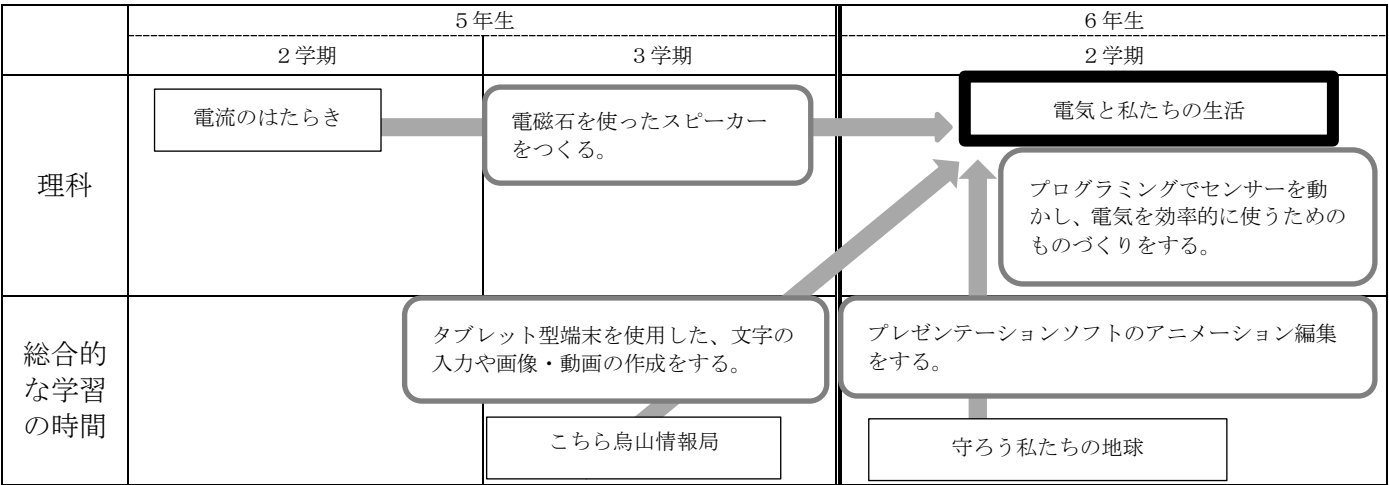 ５年生
６年生
２学期
３学期
２学期
理科
電流のはたらき
電磁石を使ったスピーカー
をつくる。
電気と私たちの生活
プログラミングでセンサーを動
かし、電気を効率的に使うための
ものづくりをする。
総合的
な学習
の時間
タブレット型端末を使用した、文字の
入力や画像・動画の作成をする。
こちら烏山情報局
プレゼンテーションソフトのアニメーション編集
をする。
守ろう私たちの地球